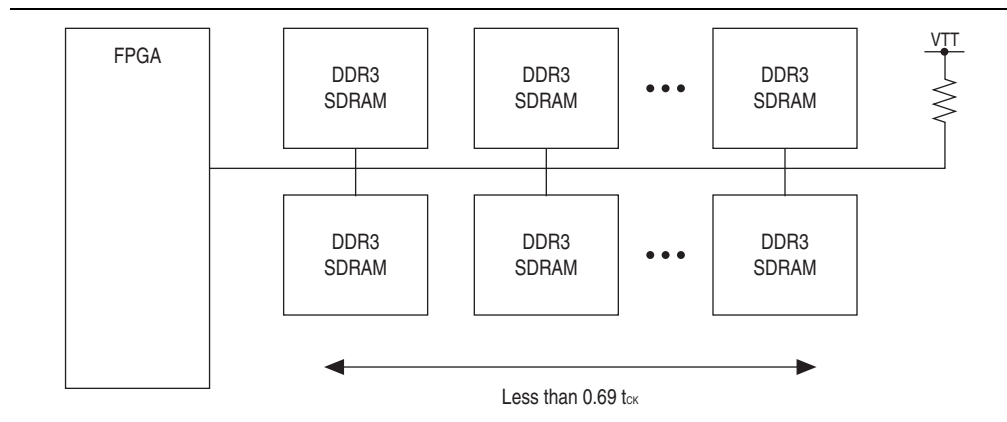 FPGA
DDR3
SDRAM
DDR3
SDRAM
DDR3
SDRAM
VTT
DDR3
SDRAM
DDR3
SDRAM
DDR3
SDRAM
Less than 0.69 tCK